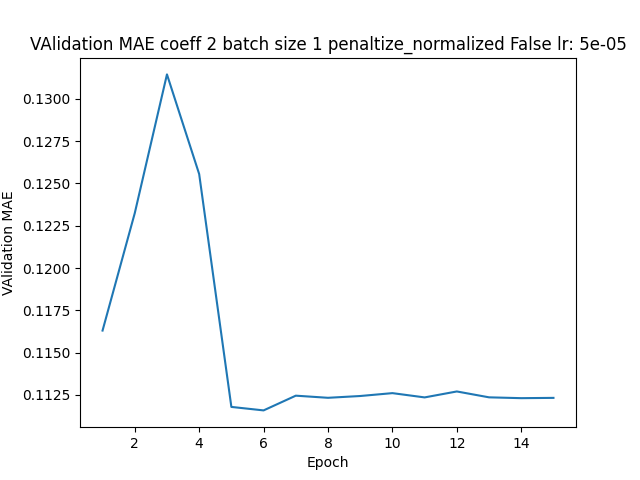 VAlidation MAE coeff 2 batch size 1 penaltize_normalized False lr: 5e-05
0.1300
0.1275
0.1250
0.1225
0.1200
0.1175
0.1150
0.1125
VAlidation MAE
2 4 6 8 10 12 14
Epoch